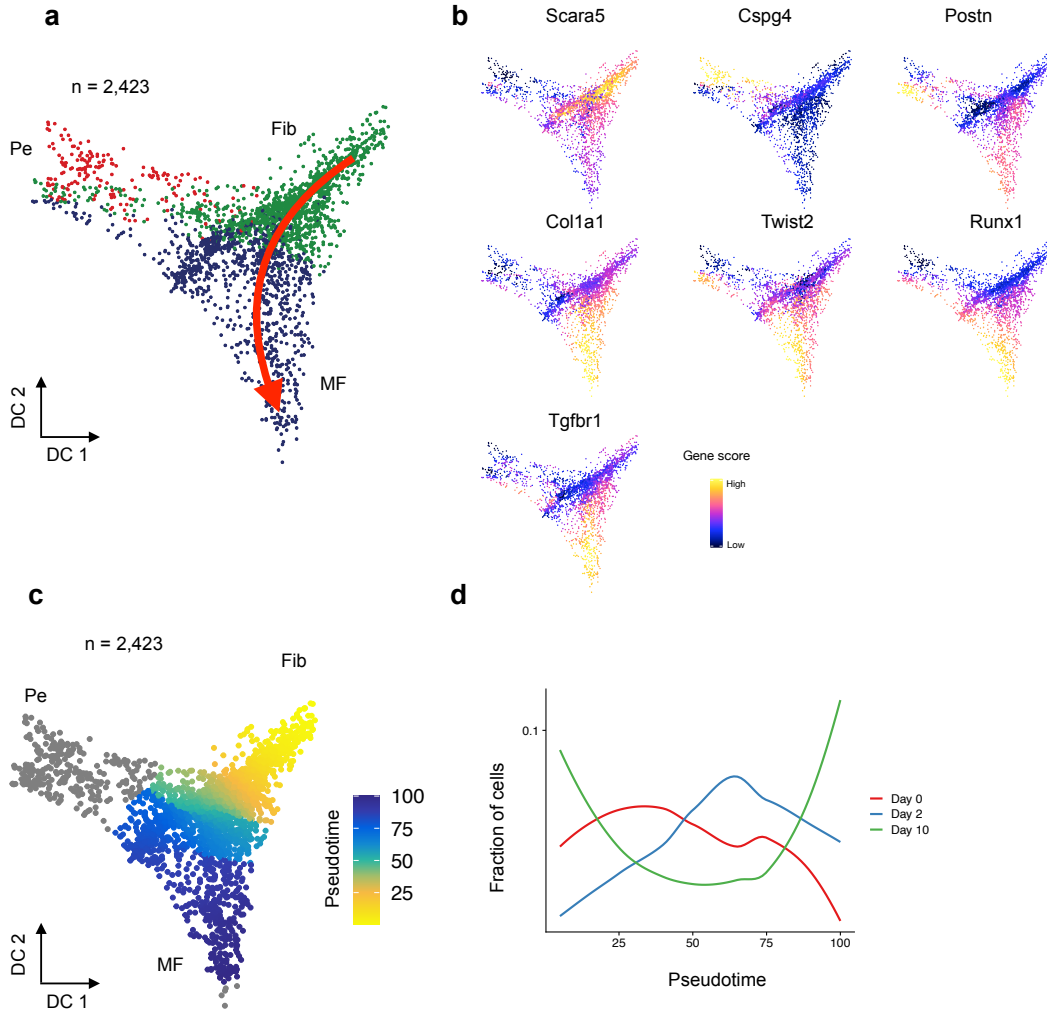 a
n = 2,423
Fib
Pe
MF
DC 2
DC 1
b
Scara5
Cspg4
Postn
Col1a1
Twist2
Runx1
Tgfbr1
Gene score
High
Low
c
n = 2,423
Fib
Pe
MF
DC 2
DC 1
Pseudotime
100
75
50
25
d
0.1
Fraction of cells
25
50
75
100
Pseudotime
Day 0
Day 2
Day 10